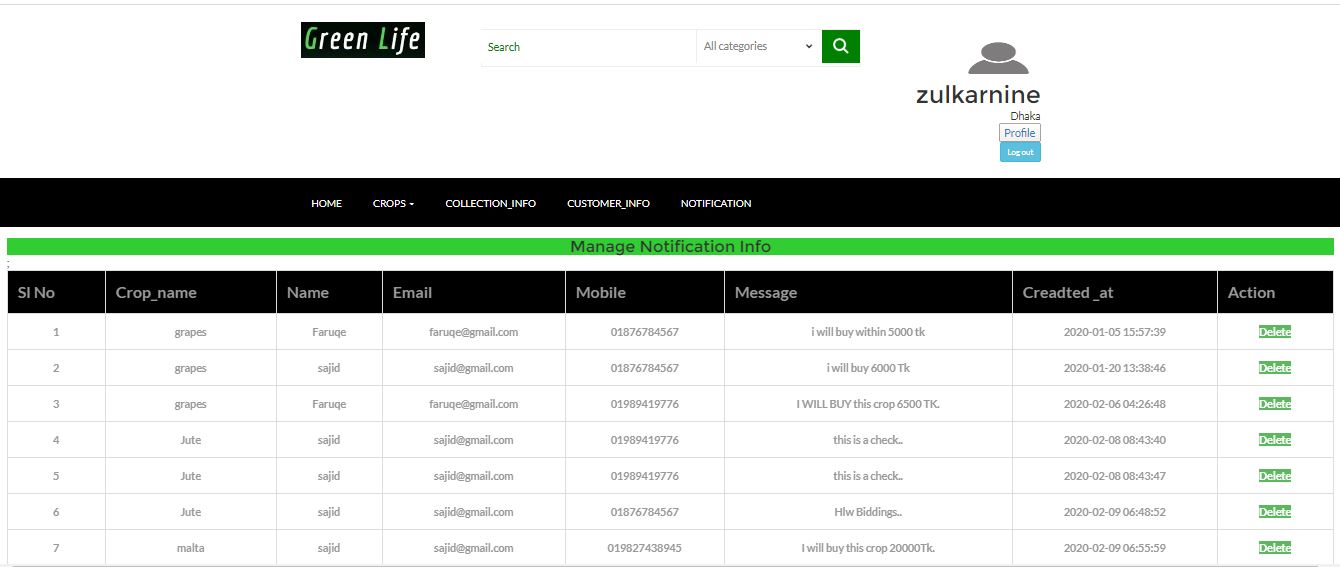 Green Life
Search
All categories
zulkarnine
Dhaka
Profile
Log out
HOME CROPS COLLECTION_INFO CUSTOMER_INFO NOTIFICATION
Manage Notification Info
;
Sl No Crop_name Name Email Mobile Message Creadted _at Action
1 grapes Faruqe faruqe@gmail.com 01876784567 i will buy within 5000 tk 2020-01-05 15:57:39 Delete
2 grapes sajid sajid@gmail.com 01876784567 i will buy 6000 Tk 2020-01-20 13:38:46 Delete
3 grapes Faruqe faruqe@gmail.com 01989419776 I WILL BUY this crop 6500 TK. 2020-02-06 04:26:48 Delete
4 Jute sajid sajid@gmail.com 01989419776 this is a check.. 2020-02-08 08:43:40 Delete
5 Jute sajid sajid@gmail.com 01989419776 this is a check.. 2020-02-08 08:43:47 Delete
6 Jute sajid sajid@gmail.com 01876784567 Hlw Biddings.. 2020-02-09 06:48:52 Delete
7 malta sajid sajid@gmail.com 019827438945 I will buy this crop 20000Tk. 2020-02-09 06:55:59 Delete